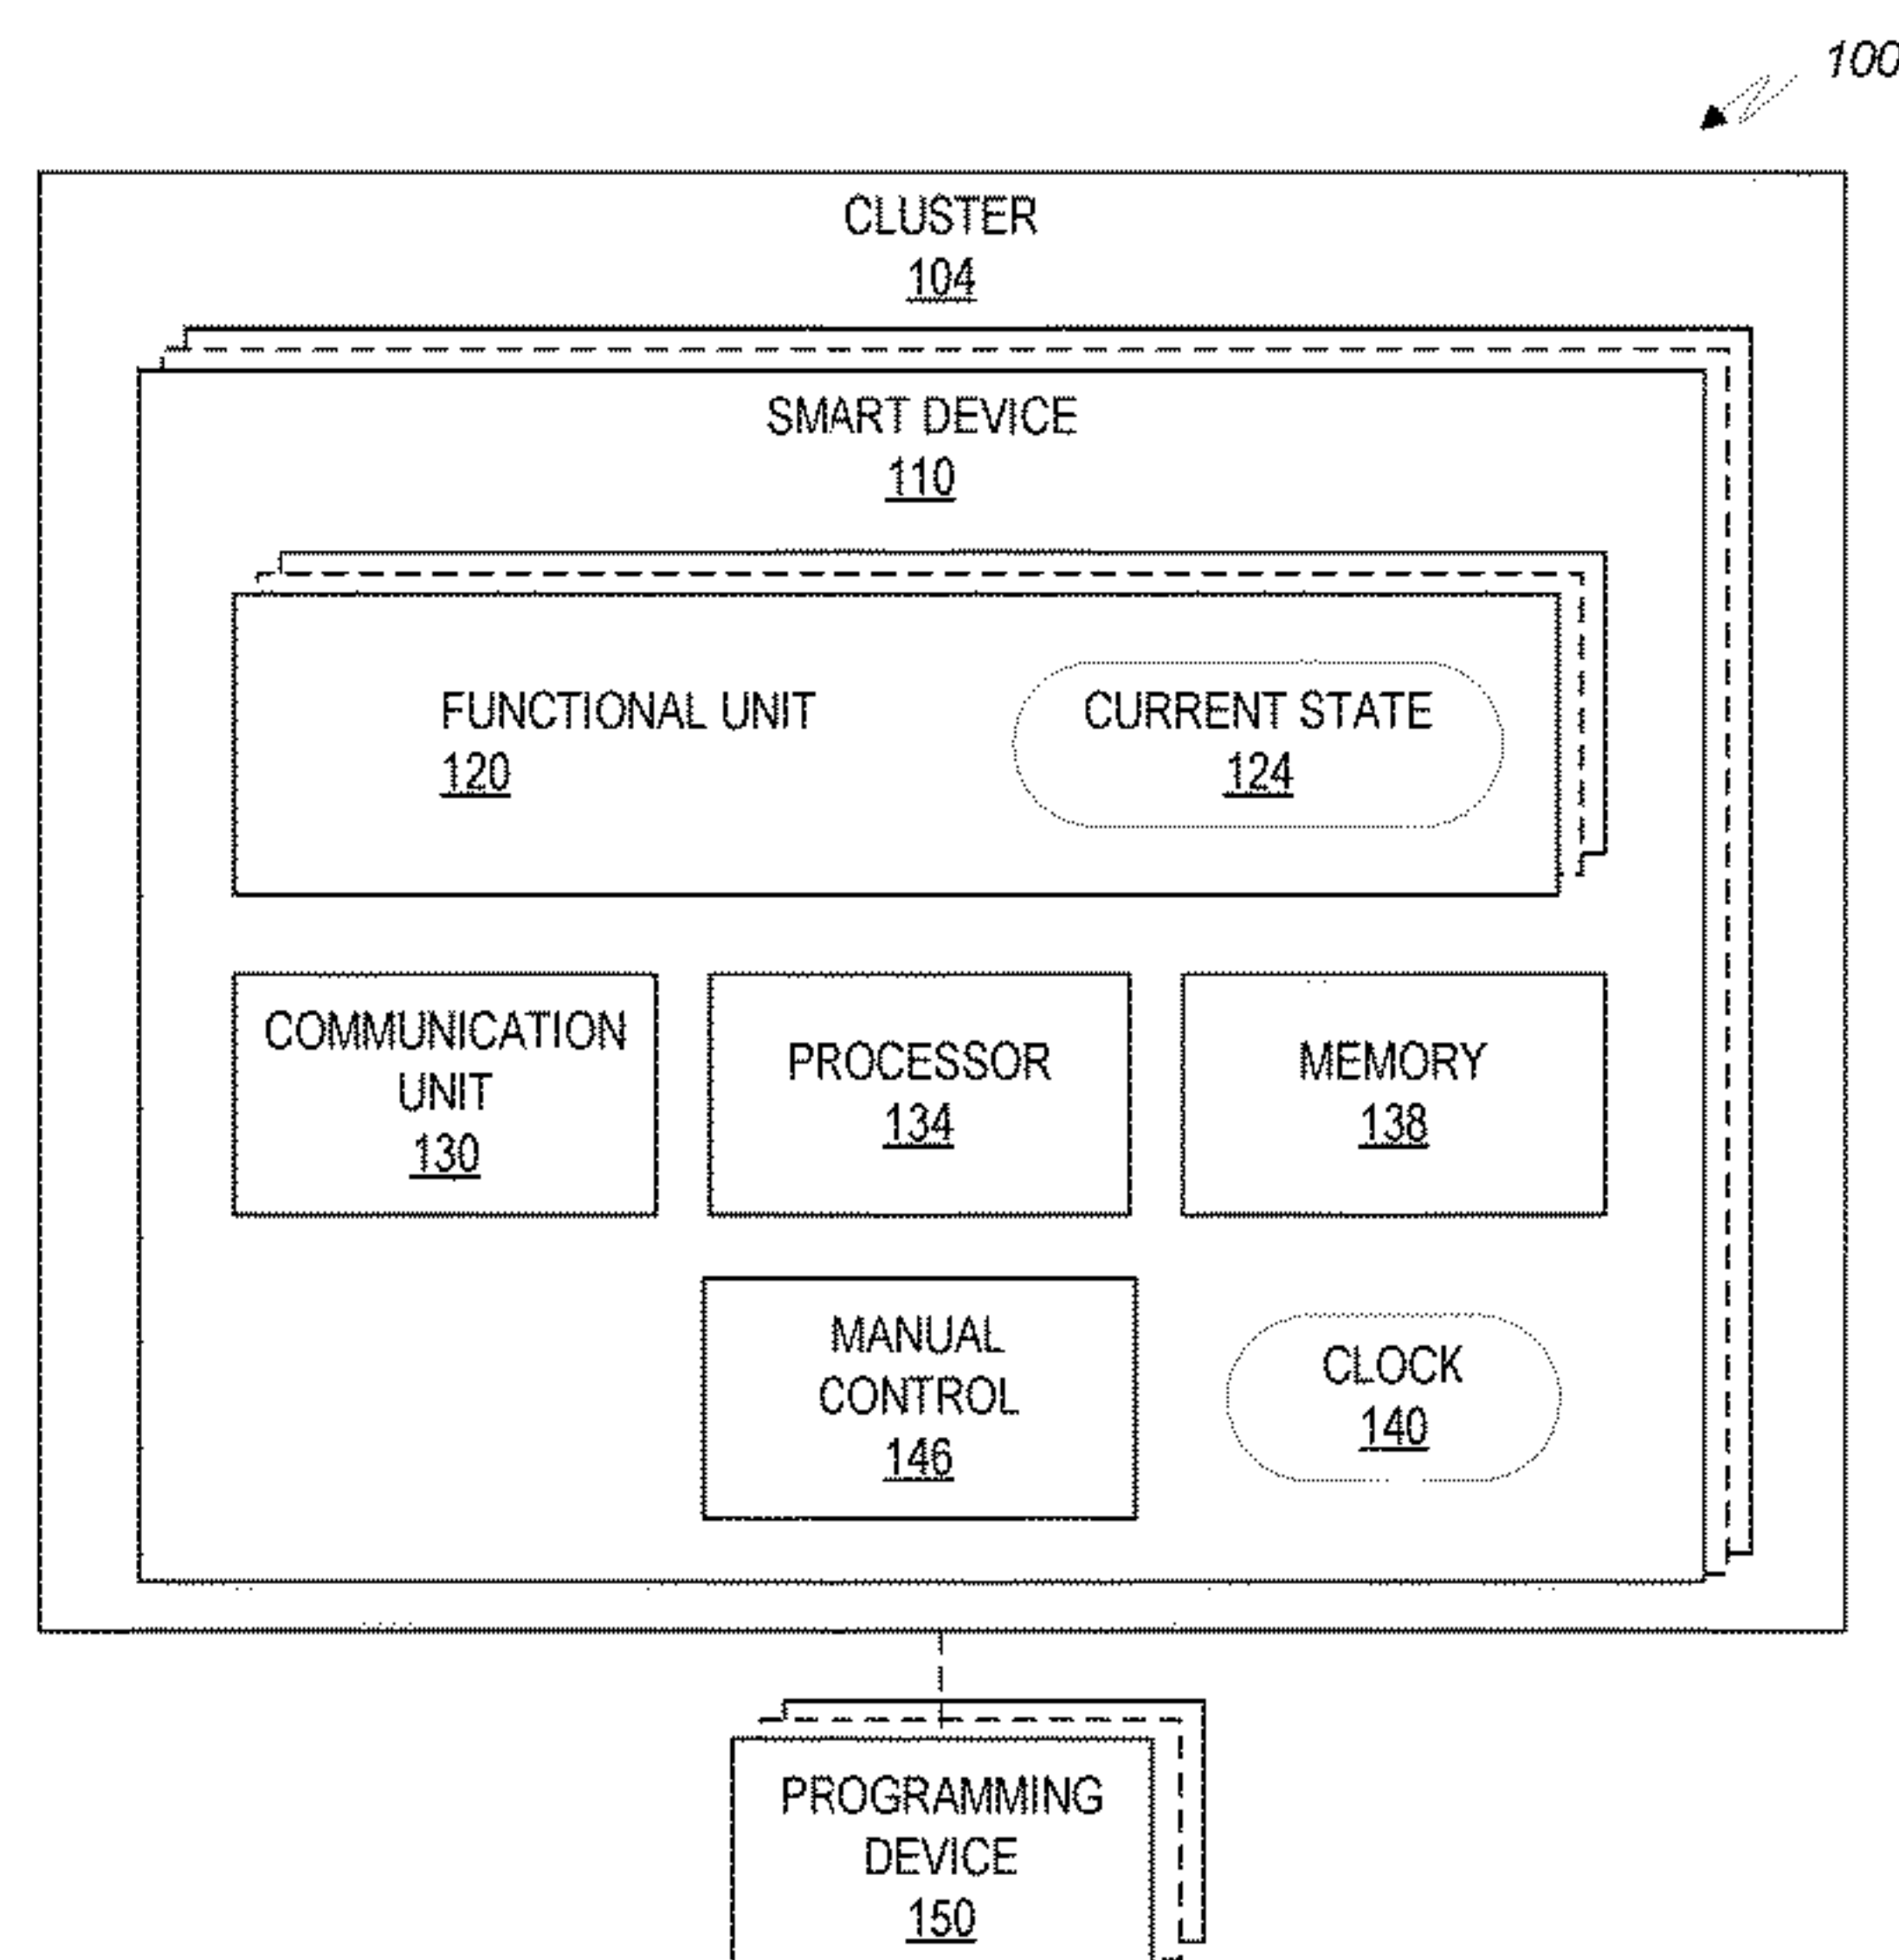 100
CLUSTER
104
SMART DEVICE
110
FUNCTIONAL UNIT
120
CURRENT STATE
124
COMMUNICATION
UNIT
130
PROCESSOR
134
MEMORY
138
MANUAL
CONTROL
146
CLOCK
140
PROGRAMMING
DEVICE
150